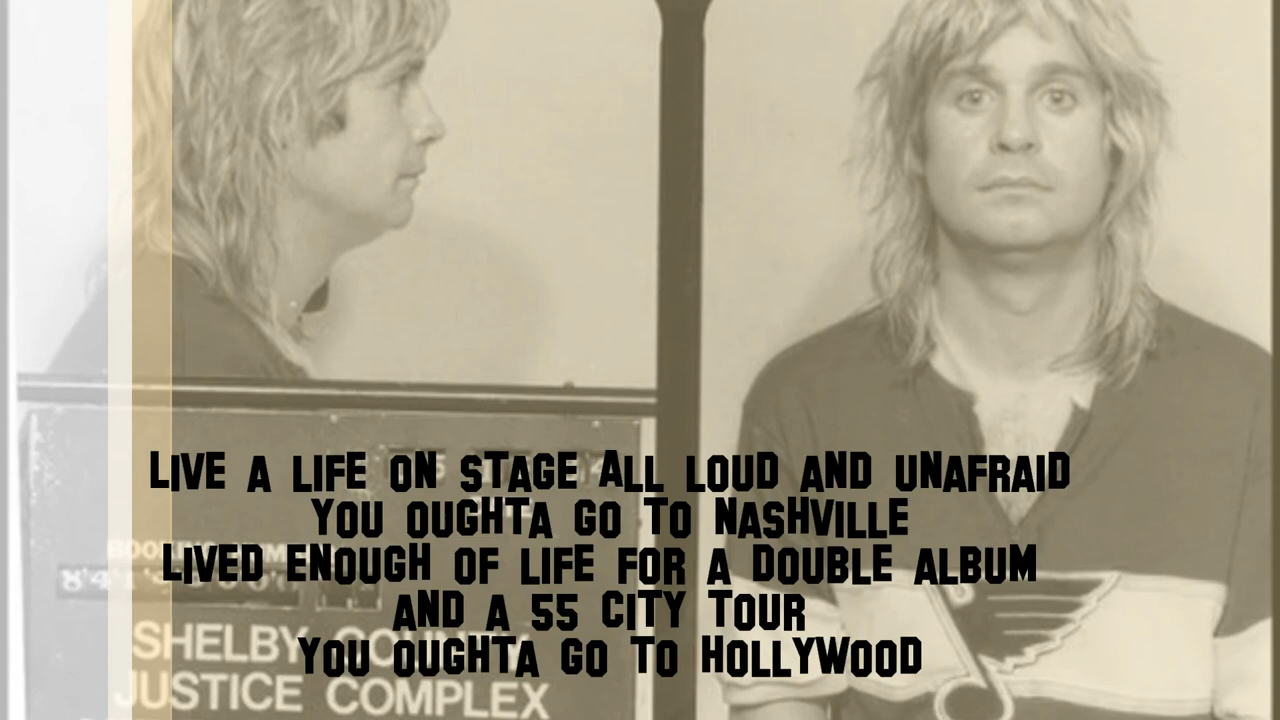 LIVE A LIFE ON STAGE ALL LOUD AND UNAFRAID
YOU OUGHTA GO TO NASHVILLE
LIVED ENOUGH OF LIFE FOR A DOUBLE ALBUM
AND A 55 CITY TOUR
YOU OUGHTA GO TO HOLLYWOOD
SHELBY COUNTY
JUSTICE COMPLEX